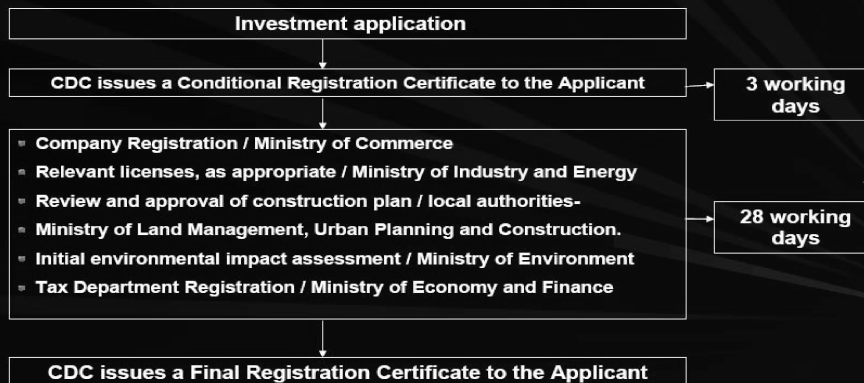 Investment application
CDC issues a Conditional Registration Certificate to the Applicant
3 working
days
Company Registration / Ministry of Commerce
Relevant licenses, as appropriate / Ministry of Industry and Energy
Review and approval of construction plan / local authorities-
Ministry of Land Management, Urban Planning and Construction.
Initial environmental impact assessment / Ministry of Environment
Tax Department Registration / Ministry of Economy and Finance
28 working
days
CDC issues a Final Registration Certificate to the Applicant